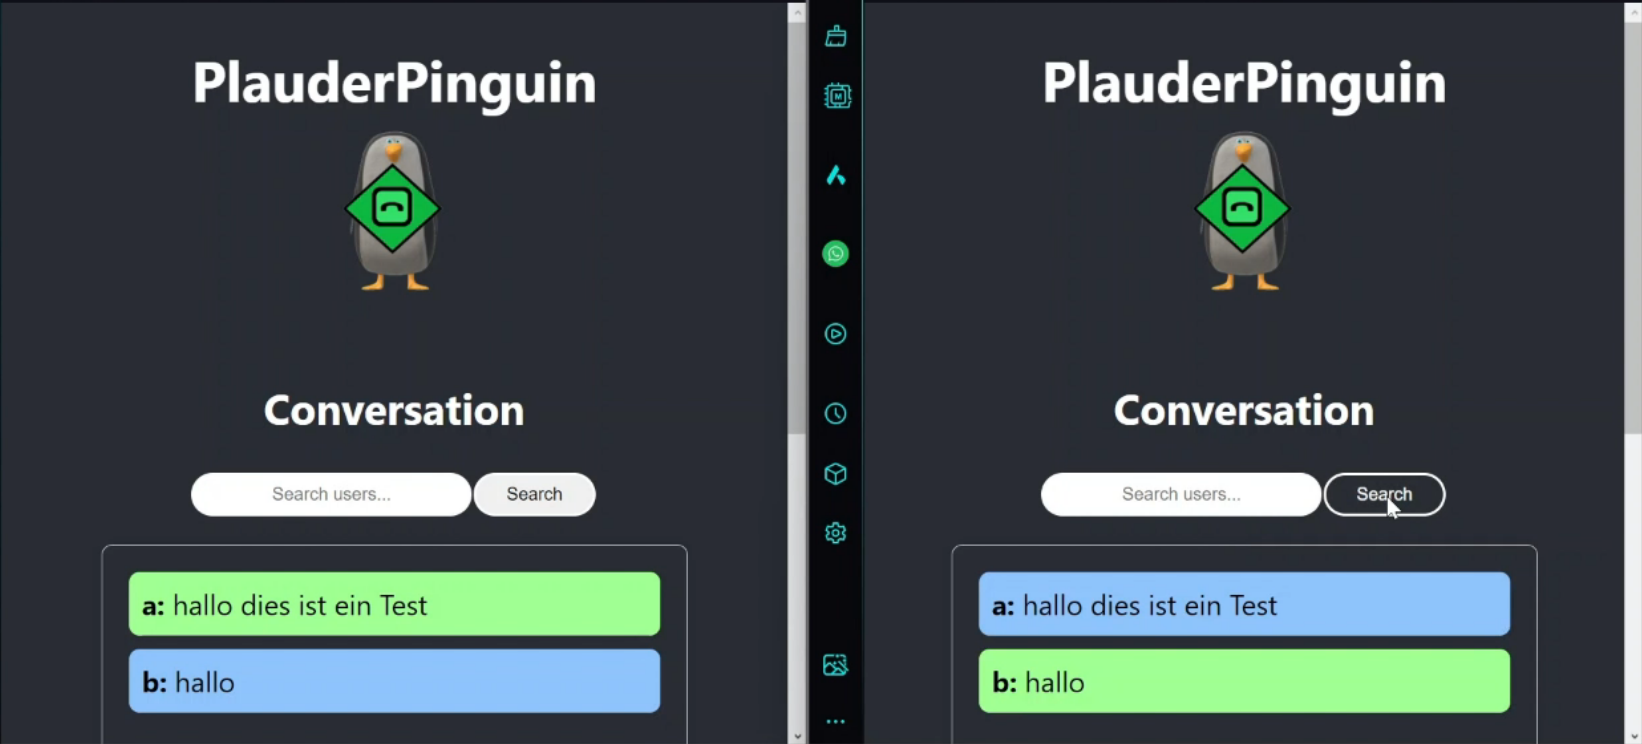 PlauderPinguin
Conversation
Search users...
Search
a: hallo dies ist ein Test
b: hallo
M
PlauderPinguin
Conversation
Search users...
Search
a: hallo dies ist ein Test
b: hallo